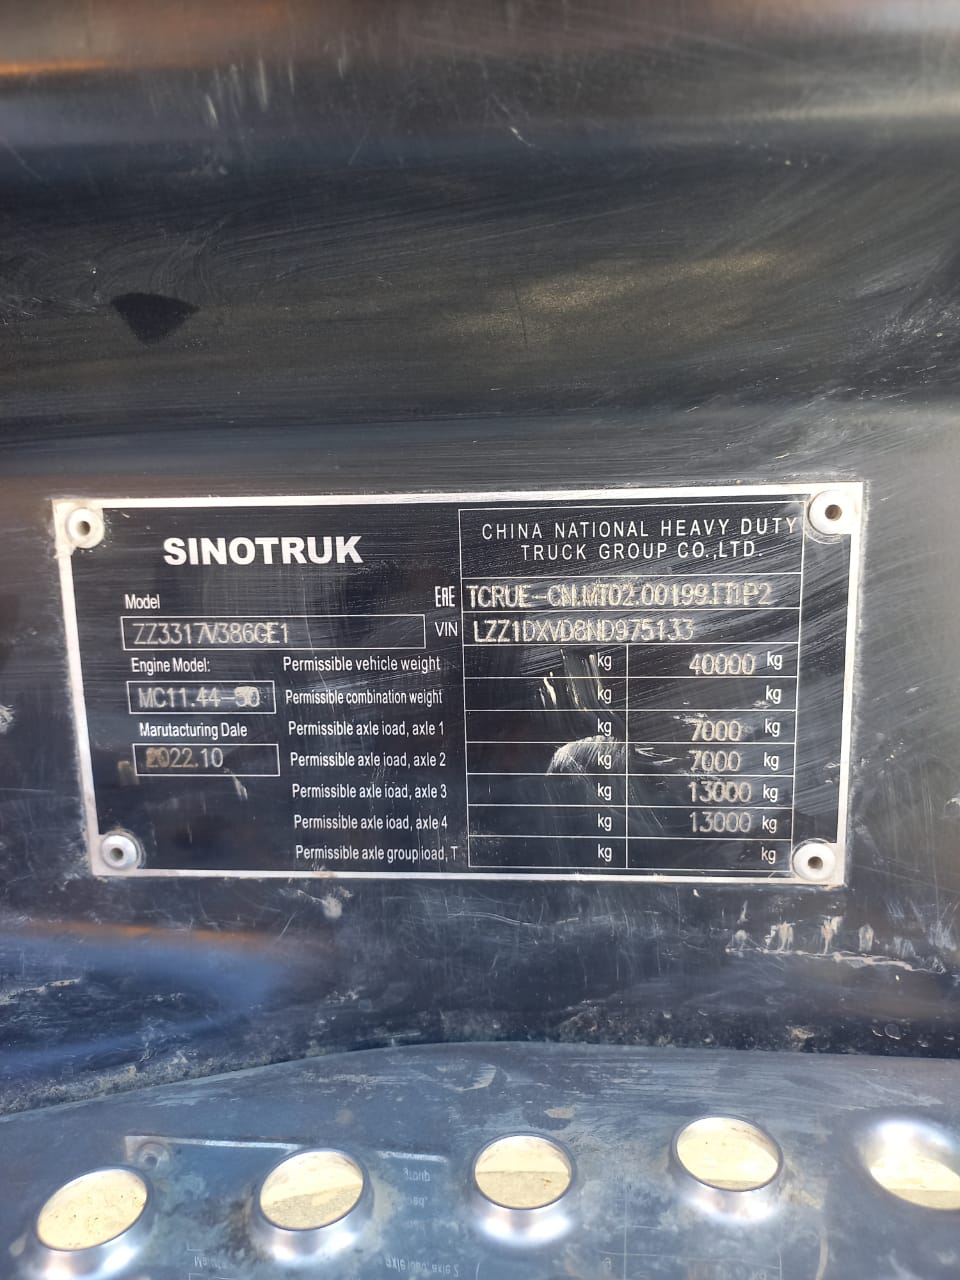 SINOTRUK
CHINA NATIONAL HEAVY DUTY
TRUCK GROUP CO.,LTD.
Model
EAE TCRUE-CN.MT02.00199.ТП1P2
ZZ3317V386GE1
VIN LZZ1DXVD8ND975133
Engine Model: Permissible vehicle weight kg 40000 kg
MC11.44-50 Permissible combination weight kg kg
Marutacturing Dale Permissible axle ioad, axle 1 kg 7000 kg
2022.10 Permissible axle ioad, axle 2 kg 7000 kg
Permissible axle ioad, axle 3 kg 13000 kg
Permissible axle ioad, axle 4 kg 13000 kg
Permissible axle group ioad, T kg kg